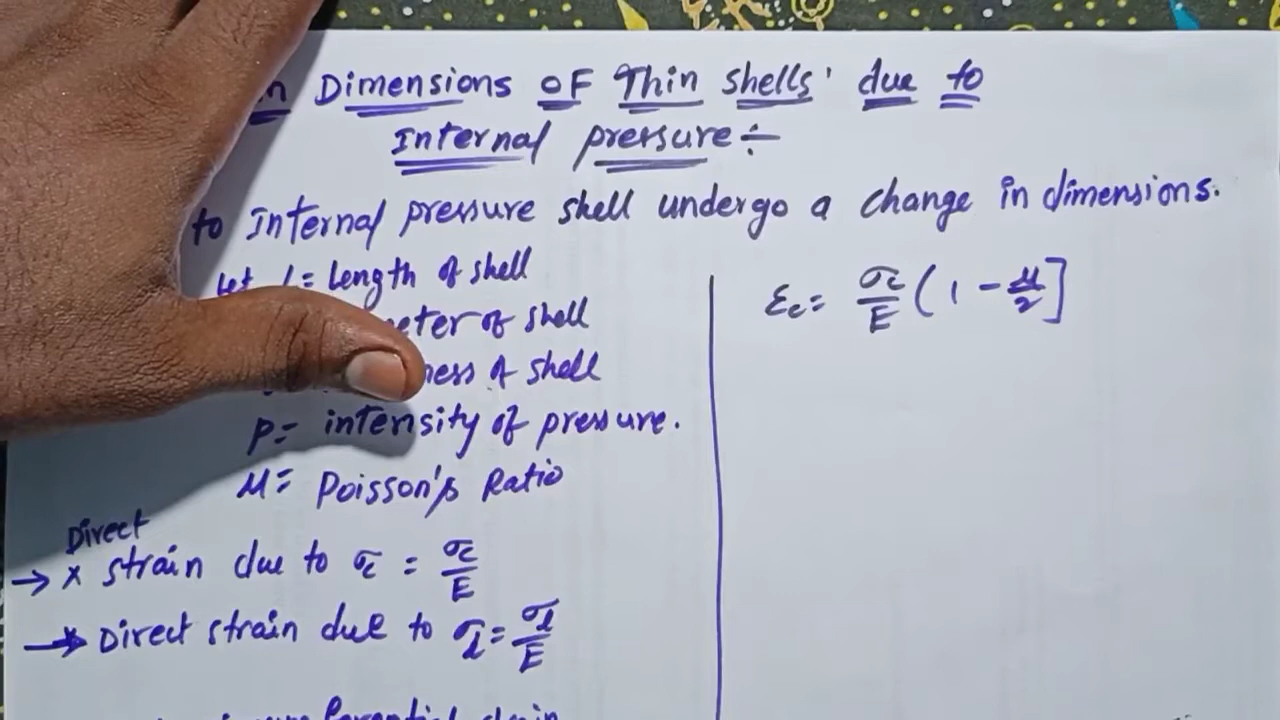 Dimensions OF Thin shells' due to
Internal pressure ÷
to Internal pressure shell undergo a change in dimensions.
let l = Length of shell
of shell
of shell
P = intensity of pressure.
μ = Poisson's Ratio
Direct
→ x strain due to σc = σc/E
→ Direct strain due to σl = σl/E
εc = σc/E ( 1 - μ/2 ]